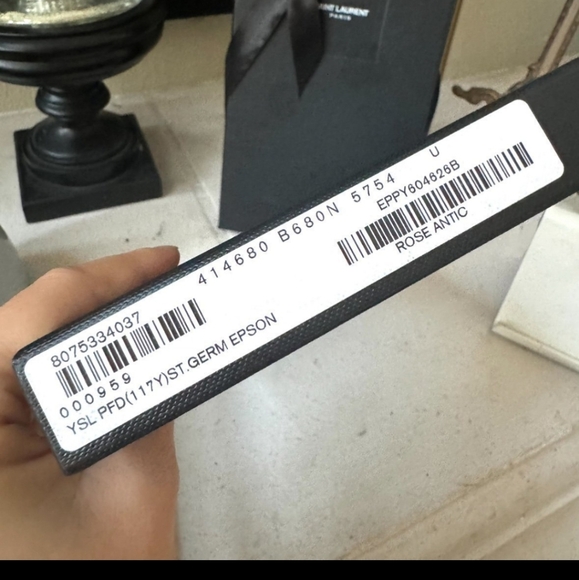 SAINT LAURENT
PARIS
414680 B680N 5754 U
EPPY604626B
ROSE ANTIC
8075334037
000959
YSL PFD(117Y)ST.GERM EPSON